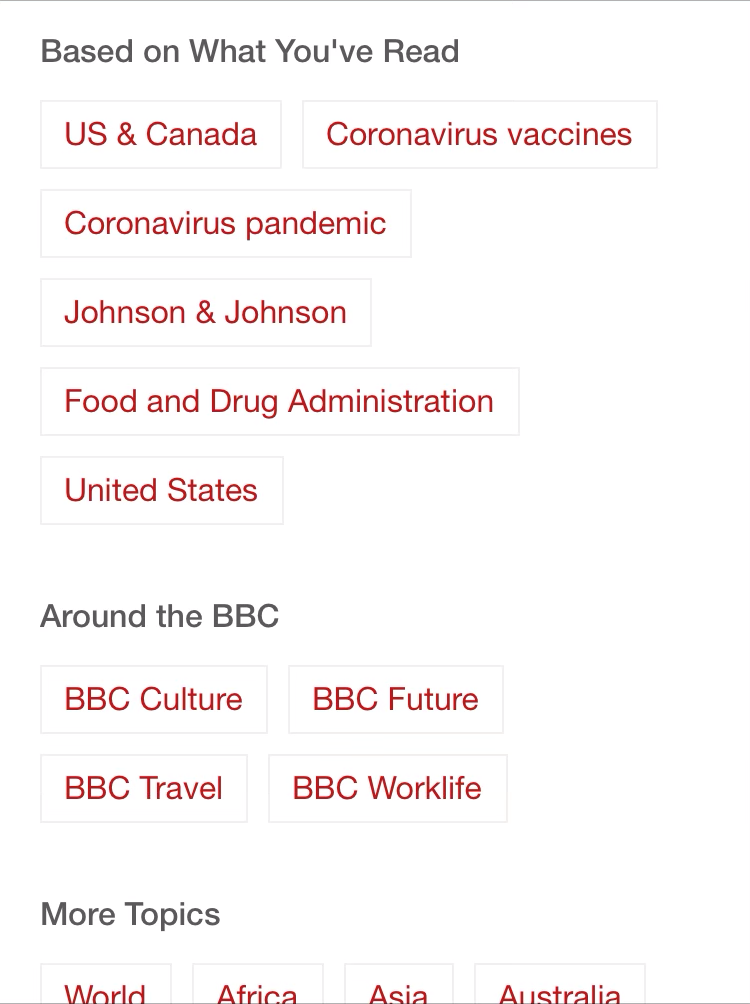 Based on What You've Read
US & Canada Coronavirus vaccines
Coronavirus pandemic
Johnson & Johnson
Food and Drug Administration
United States
Around the BBC
BBC Culture BBC Future
BBC Travel BBC Worklife
More Topics
World Africa Asia Australia